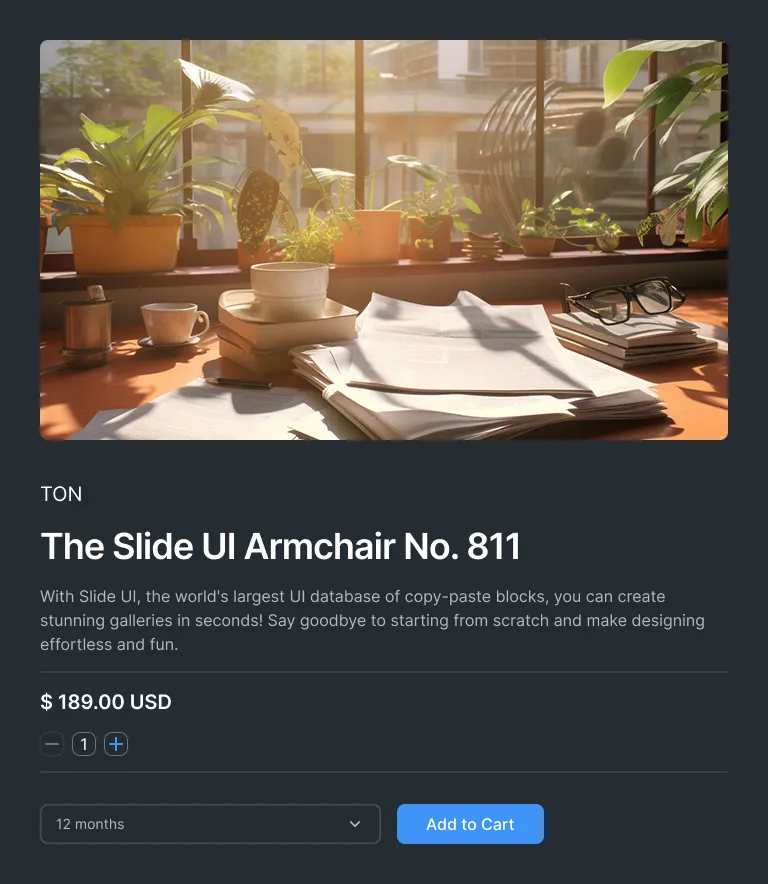 TON
The Slide UI Armchair No. 811
With Slide UI, the world's largest UI database of copy-paste blocks, you can create
stunning galleries in seconds! Say goodbye to starting from scratch and make designing
effortless and fun.
$ 189.00 USD
1
12 months
Add to Cart